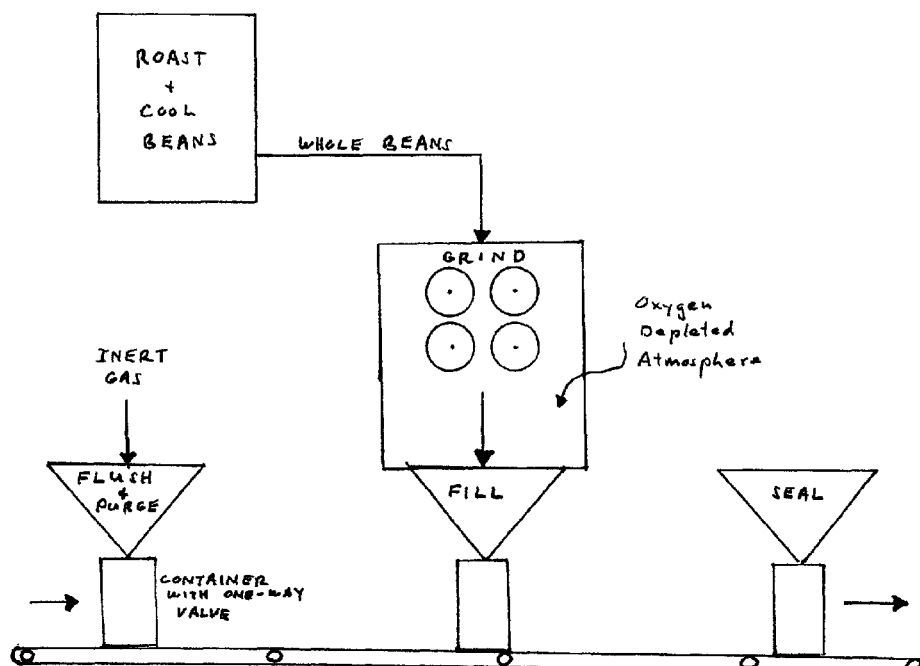 ROAST
+
COOL
BEANS
WHOLE BEANS
GRIND
Oxygen
Depleted
Atmosphere
INERT
GAS
FLUSH
+
PURGE
FILL
SEAL
CONTAINER
WITH ONE-WAY
VALVE